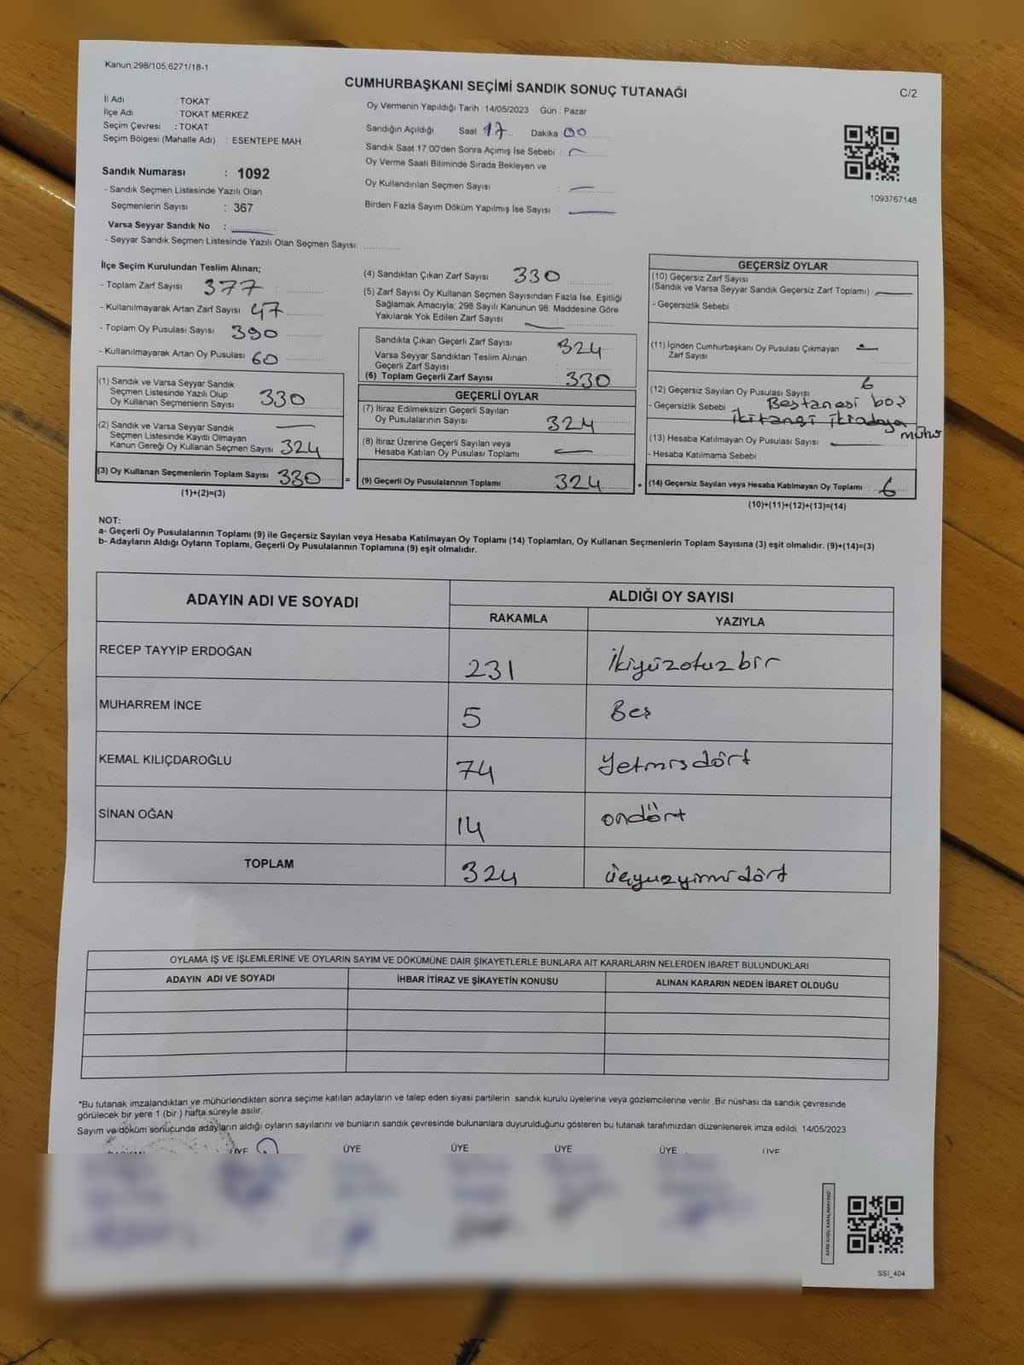 Kanun,298/105,6271/18-1
CUMHURBAŞKANI SEÇİMİ SANDIK SONUÇ TUTANAĞI
C/2
İl Adı : TOKAT
İlçe Adı TOKAT MERKEZ
Seçim Çevresi : TOKAT
Seçim Bölgesi (Mahalle Adı) : ESENTEPE MAH.
Sandık Numarası : 1092
- Sandık Seçmen Listesinde Yazılı Olan
Seçmenlerin Sayısı : 367
Varsa Seyyar Sandık No :
- Seyyar Sandık Seçmen Listesinde Yazılı Olan Seçmen Sayısı:
Oy Vermenin Yapıldığı Tarih :14/05/2023 Gün : Pazar
Sandığın Açıldığı Saat 17 Dakika 00
Sandık Saat 17.00'den Sonra Açılmış İse Sebebi :
Oy Verme Saati Bitiminde Sırada Bekleyen ve
Oy Kullandırılan Seçmen Sayısı :
Birden Fazla Sayım Döküm Yapılmış İse Sayısı :
1093767148
İlçe Seçim Kurulundan Teslim Alınan;
- Toplam Zarf Sayısı : 377
- Kullanılmayarak Artan Zarf Sayısı : 47
- Toplam Oy Pusulası Sayısı : 390
- Kullanılmayarak Artan Oy Pusulası : 60
(1) Sandık ve Varsa Seyyar Sandık
Seçmen Listesinde Yazılı Olup
Oy Kullanan Seçmenlerin Sayısı : 330
(2) Sandık ve Varsa Seyyar Sandık
Seçmen Listesinde Kayıtlı Olmayan
Kanun Gereği Oy Kullanan Seçmen Sayısı : 324
(3) Oy Kullanan Seçmenlerin Toplam Sayısı : 330
(1)+(2)=(3)
(4) Sandıktan Çıkan Zarf Sayısı : 330
(5) Zarf Sayısı Oy Kullanan Seçmen Sayısından Fazla İse, Eşitliği
Sağlamak Amacıyla; 298 Sayılı Kanunun 98. Maddesine Göre
Yakılarak Yok Edilen Zarf Sayısı :
Sandıkta Çıkan Geçerli Zarf Sayısı : 324
Varsa Seyyar Sandıktan Teslim Alınan
Geçerli Zarf Sayısı :
(6) Toplam Geçerli Zarf Sayısı : 330
GEÇERLİ OYLAR
(7) İtiraz Edilmeksizin Geçerli Sayılan
Oy Pusulalarının Sayısı : 324
(8) İtiraz Üzerine Geçerli Sayılan veya
Hesaba Katılan Oy Pusulası Toplamı :
= (9) Geçerli Oy Pusulalarının Toplamı : 324
GEÇERSİZ OYLAR
(10) Geçersiz Zarf Sayısı
(Sandık ve Varsa Seyyar Sandık Geçersiz Zarf Toplamı) :
- Geçersizlik Sebebi :
(11) İçinden Cumhurbaşkanı Oy Pusulası Çıkmayan
Zarf Sayısı :
(12) Geçersiz Sayılan Oy Pusulası Sayısı : 6
- Geçersizlik Sebebi : Beştanesi boş
ikitanesi ikiadaya mühür
(13) Hesaba Katılmayan Oy Pusulası Sayısı :
- Hesaba Katılmama Sebebi :
+ (14) Geçersiz Sayılan veya Hesaba Katılmayan Oy Toplamı : 6
(10)+(11)+(12)+(13)=(14)
NOT:
a- Geçerli Oy Pusulalarının Toplamı (9) ile Geçersiz Sayılan veya Hesaba Katılmayan Oy Toplamı (14) Toplamları, Oy Kullanan Seçmenlerin Toplam Sayısına (3) eşit olmalıdır. (9)+(14)=(3)
b- Adayların Aldığı Oyların Toplamı, Geçerli Oy Pusulalarının Toplamına (9) eşit olmalıdır.
ADAYIN ADI VE SOYADI
ALDIĞI OY SAYISI
RAKAMLA YAZIYLA
RECEP TAYYİP ERDOĞAN 231 ikiyüzotuzbir
MUHARREM İNCE 5 Beş
KEMAL KILIÇDAROĞLU 74 Yetmişdört
SİNAN OĞAN 14 ondört
TOPLAM 324 üçyüzyirmidört
OYLAMA İŞ VE İŞLEMLERİNE VE OYLARIN SAYIM VE DÖKÜMÜNE DAİR ŞİKAYETLERLE BUNLARA AİT KARARLARIN NELERDEN İBARET BULUNDUKLARI
ADAYIN ADI VE SOYADI İHBAR İTİRAZ VE ŞİKAYETİN KONUSU ALINAN KARARIN NEDEN İBARET OLDUĞU
*Bu tutanak imzalandıktan ve mühürlendikten sonra seçime katılan adayların ve talep eden siyasi partilerin sandık kurulu üyelerine veya gözlemcilerine verilir. Bir nüshası da sandık çevresinde
görülecek bir yere 1 (bir) hafta süreyle asılır.
Sayım ve döküm sonucunda adayların aldığı oyların sayılarını ve bunların sandık çevresinde bulunanlara duyurulduğunu gösteren bu tutanak tarafımızdan düzenlenerek imza edildi. 14/05/2023
BAŞKAN ÜYE ÜYE ÜYE ÜYE ÜYE ÜYE
SSİ_404